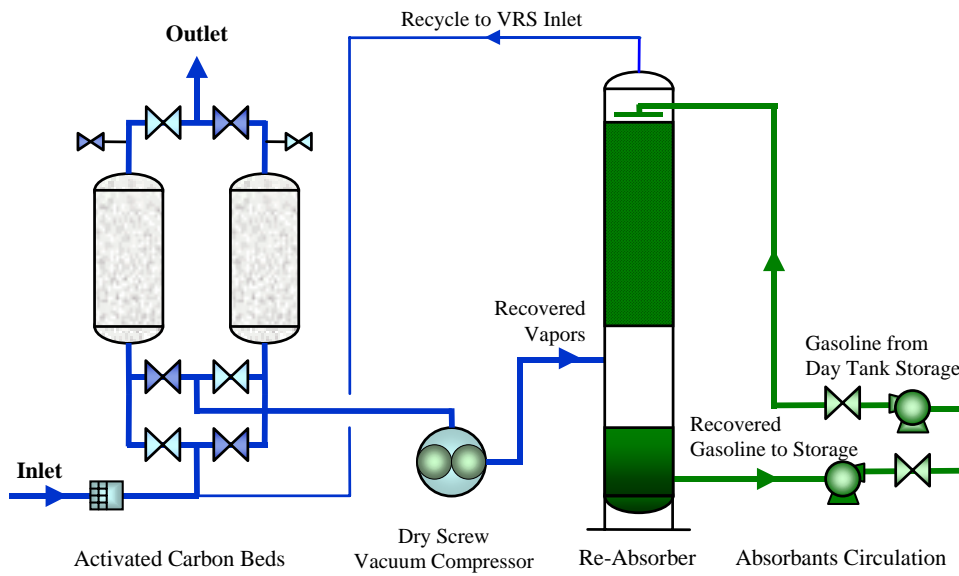 Recycle to VRS Inlet
Outlet
Recovered
Vapors
Gasoline from
Day Tank Storage
Recovered
Gasoline to Storage
Inlet
Dry Screw
Vacuum Compressor
Activated Carbon Beds
Re-Absorber
Absorbants Circulation